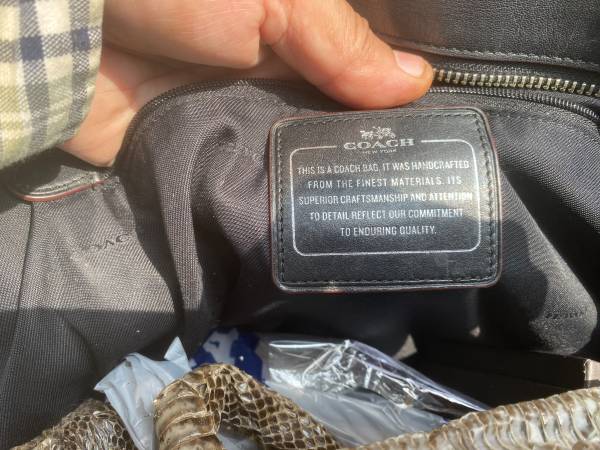 COACH
NEW YORK
THIS IS A COACH BAG. IT WAS HANDCRAFTED
FROM THE FINEST MATERIALS. ITS
SUPERIOR CRAFTSMANSHIP AND ATTENTION
TO DETAIL REFLECT OUR COMMITMENT
TO ENDURING QUALITY.
COACH